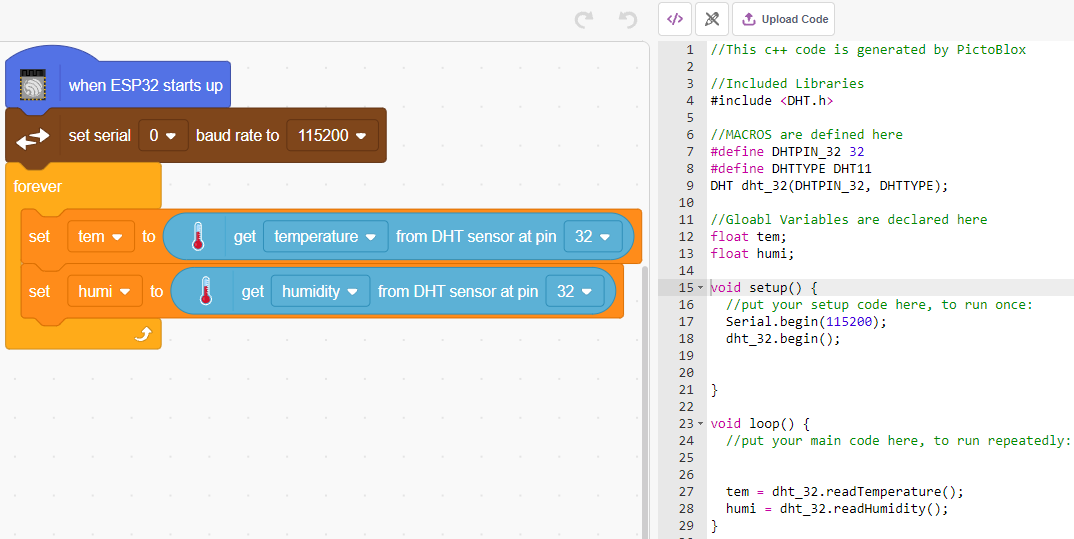 when ESP32 starts up
set serial 0 baud rate to 115200
forever
set tem to get temperature from DHT sensor at pin 32
set humi to get humidity from DHT sensor at pin 32
</> Upload Code
1 //This c++ code is generated by PictoBlox
2
3 //Included Libraries
4 #include <DHT.h>
5
6 //MACROS are defined here
7 #define DHTPIN_32 32
8 #define DHTTYPE DHT11
9 DHT dht_32(DHTPIN_32, DHTTYPE);
10
11 //Gloabl Variables are declared here
12 float tem;
13 float humi;
14
15 void setup() {
16 //put your setup code here, to run once:
17 Serial.begin(115200);
18 dht_32.begin();
19
20
21 }
22
23 void loop() {
24 //put your main code here, to run repeatedly:
25
26
27 tem = dht_32.readTemperature();
28 humi = dht_32.readHumidity();
29 }